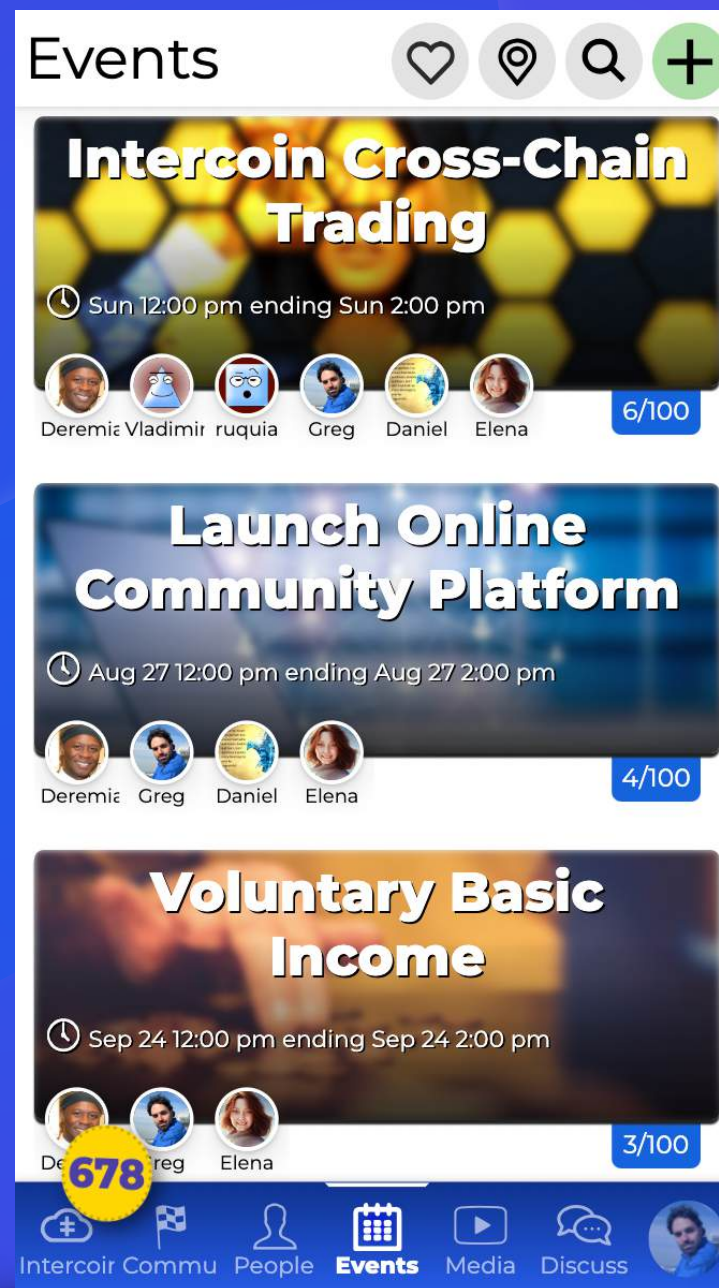 Events
Intercoin Cross-Chain
Trading
Sun 12:00 pm ending Sun 2:00 pm
Deremia Vladimir ruquia Greg Daniel Elena
6/100
Launch Online
Community Platform
Aug 27 12:00 pm ending Aug 27 2:00 pm
Deremia Greg Daniel Elena
4/100
Voluntary Basic
Income
Sep 24 12:00 pm ending Sep 24 2:00 pm
De reg Elena
3/100
678
Intercoir Commu People Events Media Discuss